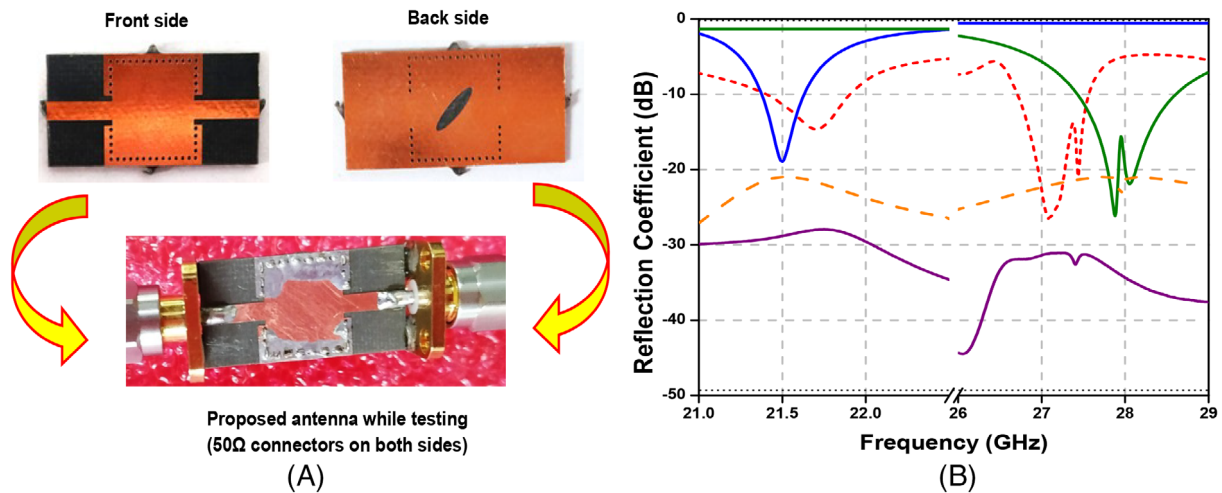 Front side
Back side
Proposed antenna while testing
(50Ω connectors on both sides)
(A)
Reflection Coefficient (dB)
0
-10
-20
-30
-40
-50
21.0 21.5 22.0 26 27 28 29
Frequency (GHz)
(B)